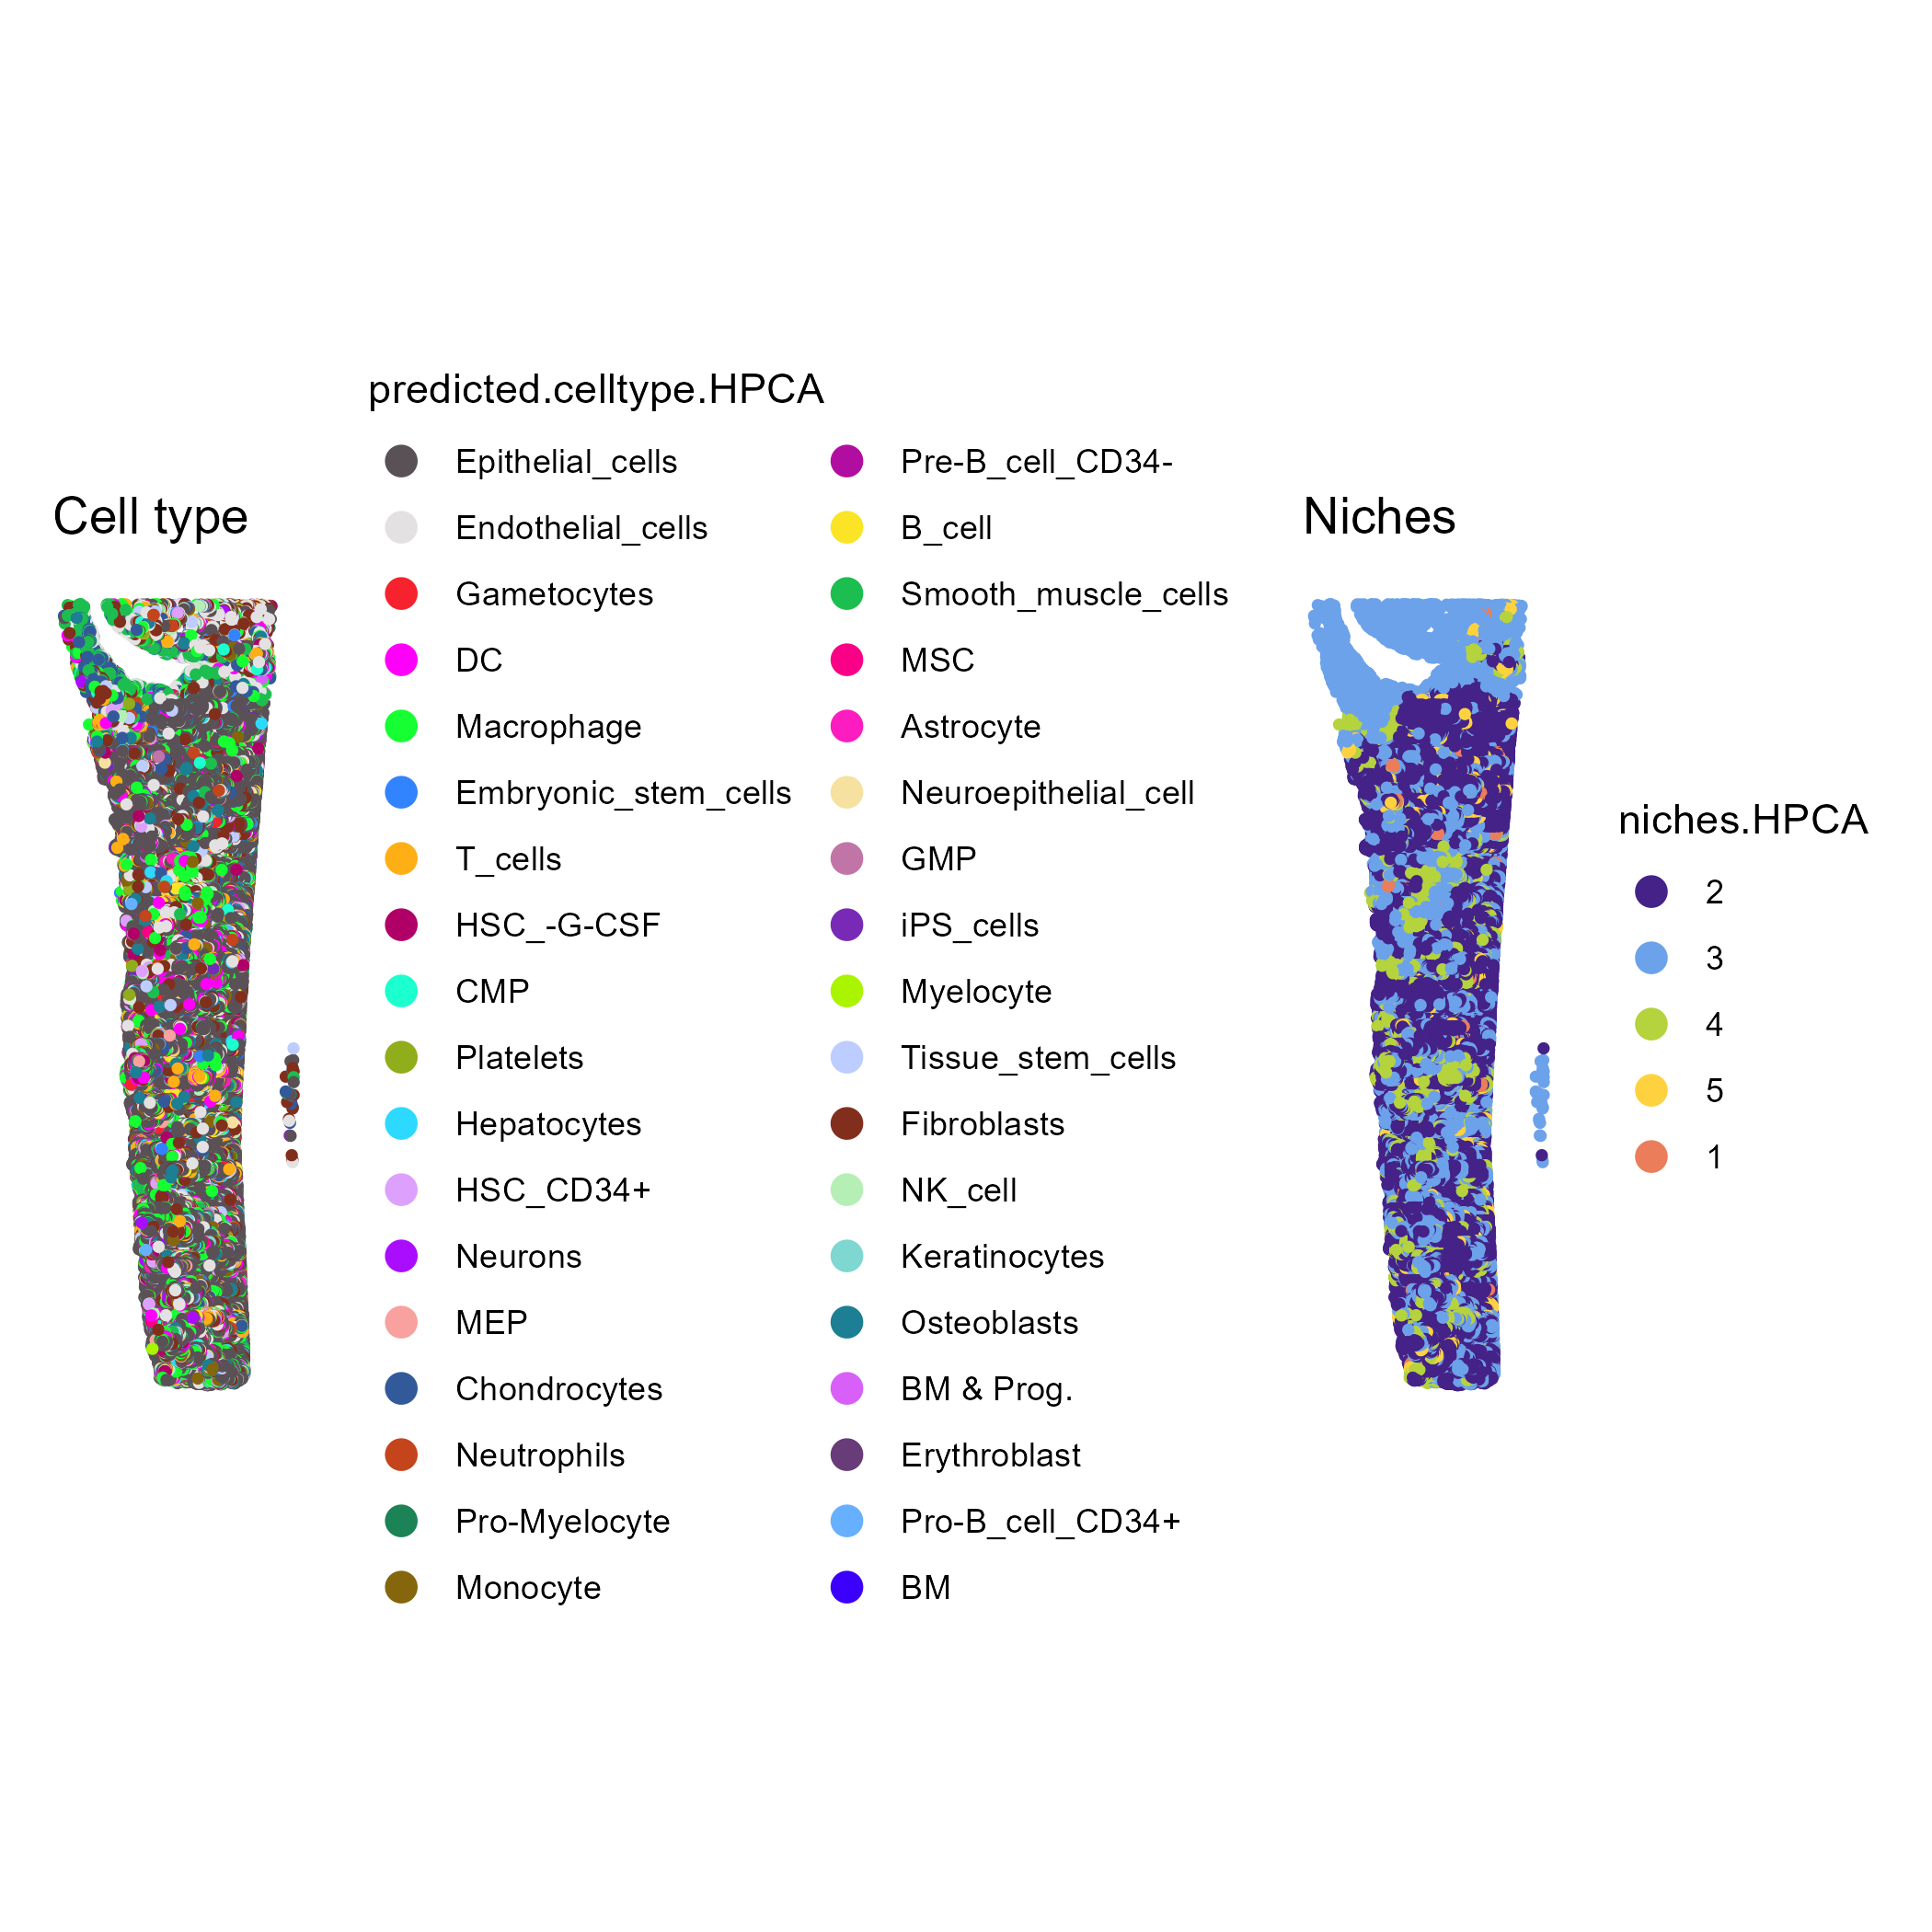 Cell type
predicted.celltype.HPCA
Epithelial_cells
Endothelial_cells
Gametocytes
DC
Macrophage
Embryonic_stem_cells
T_cells
HSC_-G-CSF
CMP
Platelets
Hepatocytes
HSC_CD34+
Neurons
MEP
Chondrocytes
Neutrophils
Pro-Myelocyte
Monocyte
Pre-B_cell_CD34-
B_cell
Smooth_muscle_cells
MSC
Astrocyte
Neuroepithelial_cell
GMP
iPS_cells
Myelocyte
Tissue_stem_cells
Fibroblasts
NK_cell
Keratinocytes
Osteoblasts
BM & Prog.
Erythroblast
Pro-B_cell_CD34+
BM
Niches
niches.HPCA
2
3
4
5
1